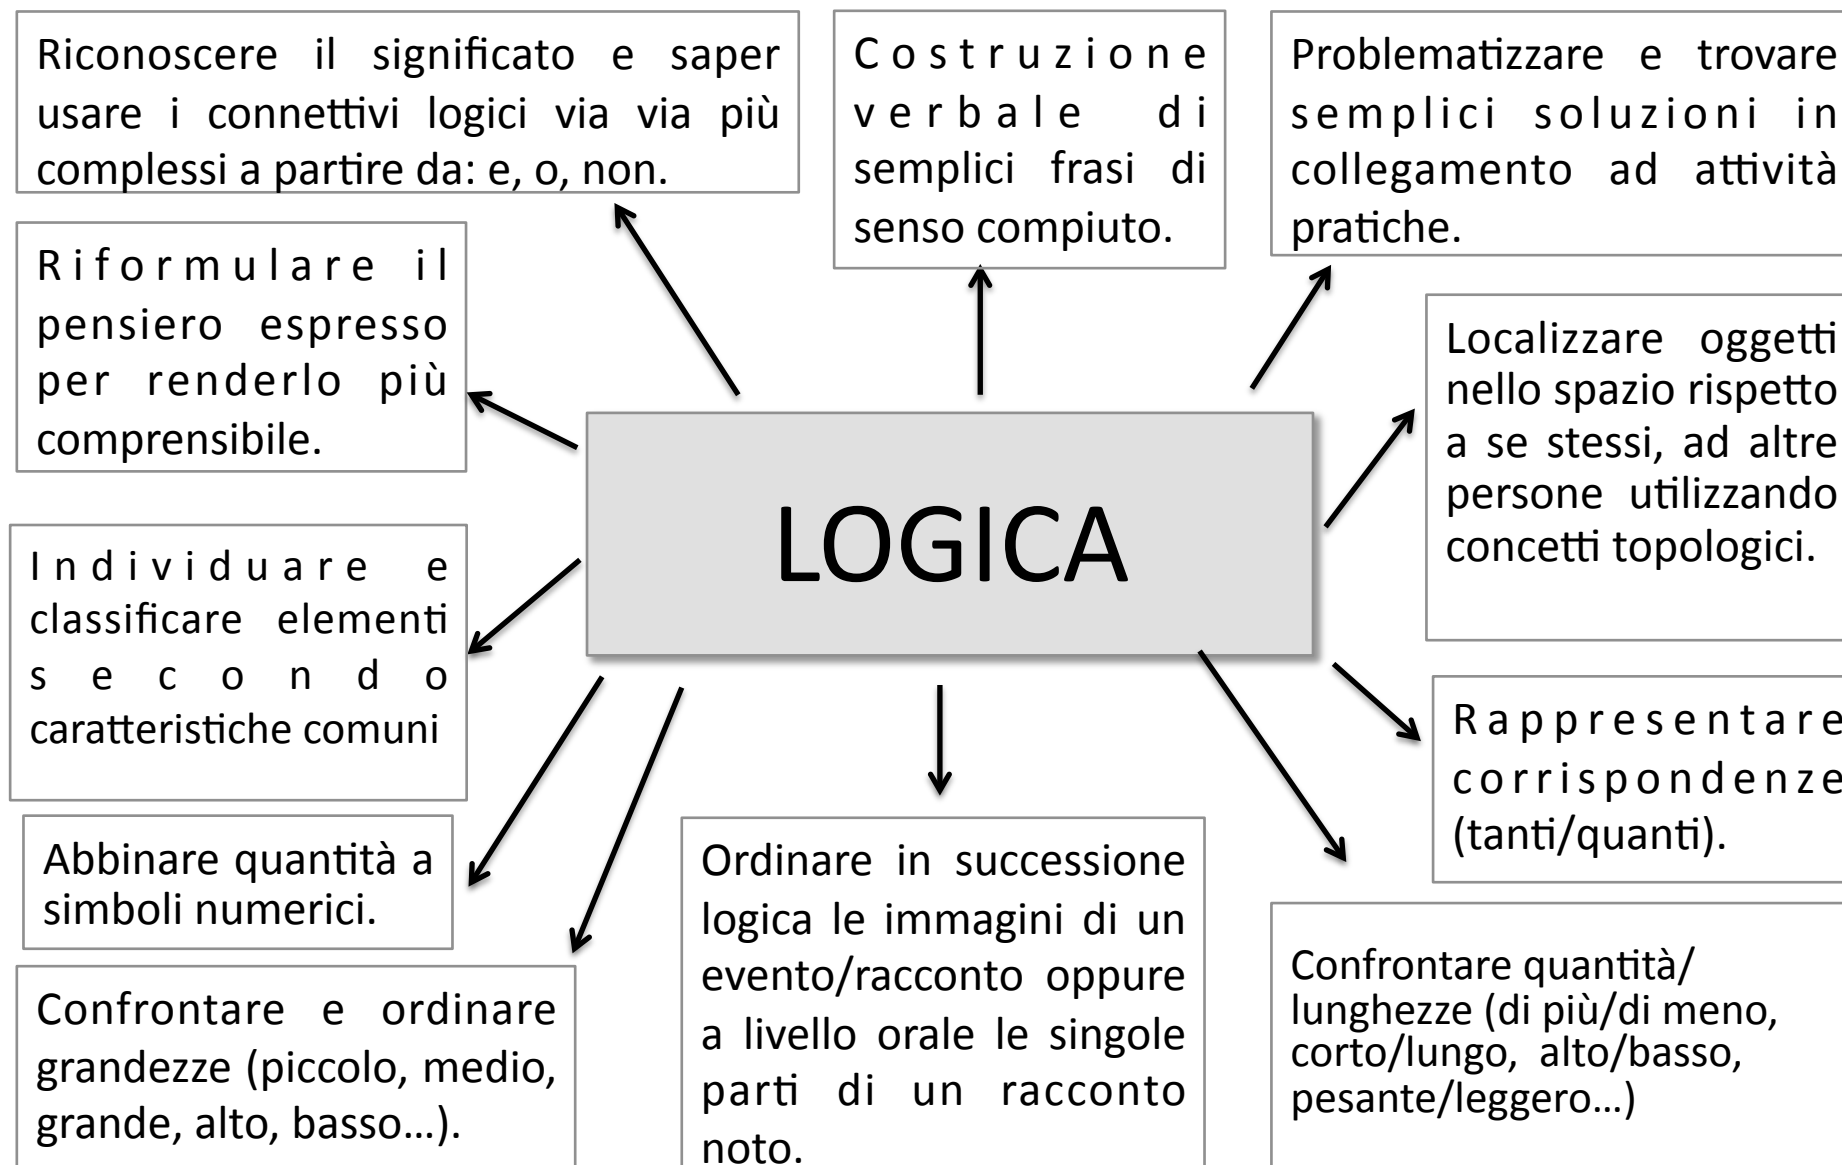 Riconoscere il significato e saper
usare i connettivi logici via via più
complessi a partire da: e, o, non.
Costruzione
verbale di
semplici frasi di
senso compiuto.
Problematizzare e trovare
semplici soluzioni in
collegamento ad attività
pratiche.
Riformulare il
pensiero espresso
per renderlo più
comprensibile.
Localizzare oggetti
nello spazio rispetto
a se stessi, ad altre
persone utilizzando
concetti topologici.
LOGICA
Individuare e
classificare elementi
secondo
caratteristiche comuni
Rappresentare
corrispondenze
(tanti/quanti).
Abbinare quantità a
simboli numerici.
Ordinare in successione
logica le immagini di un
evento/racconto oppure
a livello orale le singole
parti di un racconto
noto.
Confrontare quantità/
lunghezze (di più/di meno,
corto/lungo, alto/basso,
pesante/leggero...)
Confrontare e ordinare
grandezze (piccolo, medio,
grande, alto, basso...).